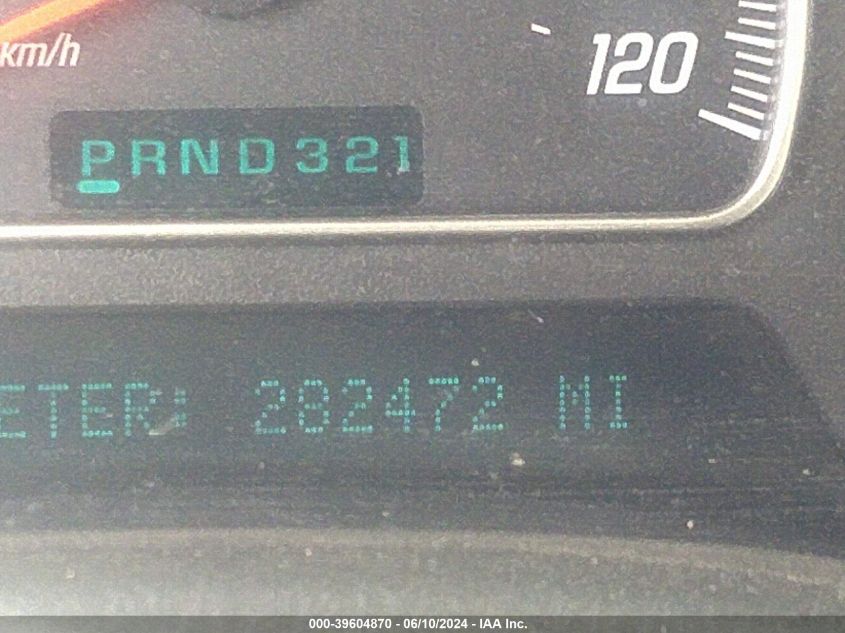 km/h
120
PRND321
ETER: 282472 MI
000-39604870 - 06/10/2024 - IAA Inc.